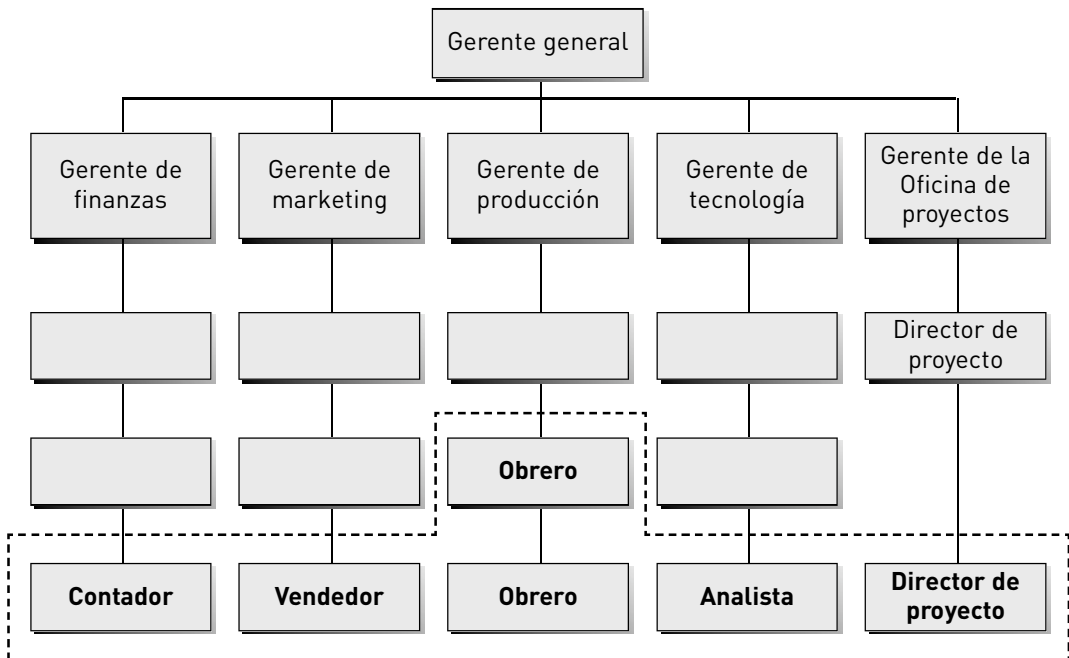 Gerente general
Gerente de
finanzas
Gerente de
marketing
Gerente de
producción
Gerente de
tecnología
Gerente de la
Oficina de
proyectos
Director de
proyecto
Obrero
Contador
Vendedor
Obrero
Analista
Director de
proyecto